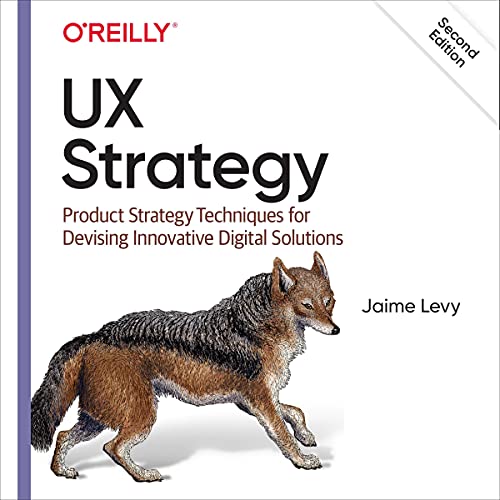 O'REILLY®
Second
Edition
UX
Strategy
Product Strategy Techniques for
Devising Innovative Digital Solutions
Jaime Levy